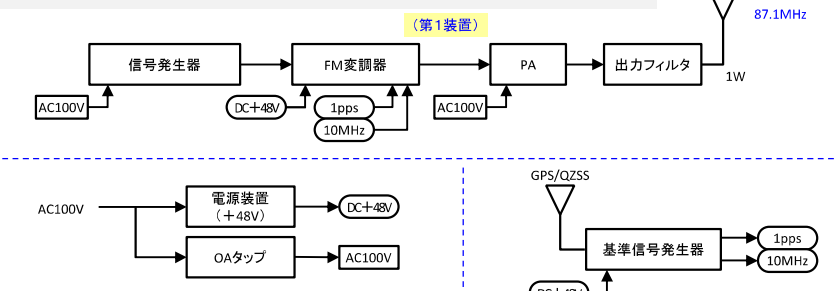 （第１装置）
87.1MHz
信号発生器
FM変調器
PA
出力フィルタ
1W
AC100V
DC＋48V
1pps
AC100V
10MHz
GPS/QZSS
電源装置
（＋48V）
DC＋48V
AC100V
OAタップ
AC100V
基準信号発生器
1pps
10MHz